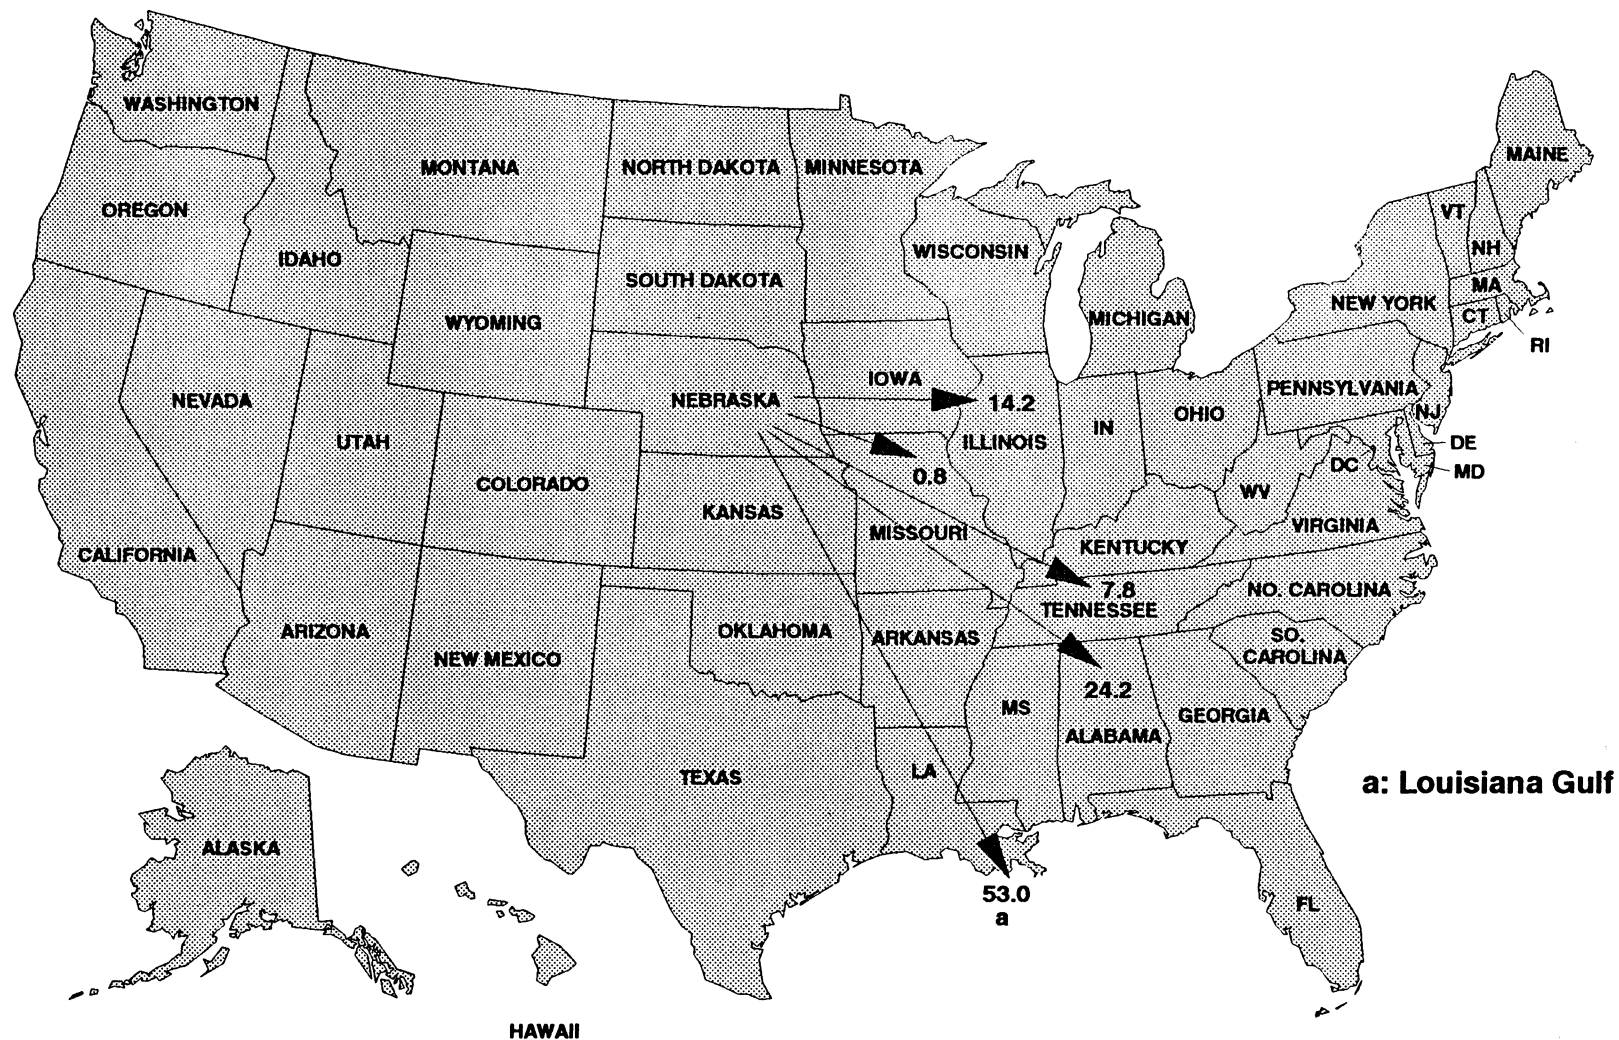 WASHINGTON
MONTANA
NORTH DAKOTA
MINNESOTA
MAINE
OREGON
VT
IDAHO
WISCONSIN
NH
SOUTH DAKOTA
MA
WYOMING
MICHIGAN
NEW YORK
CT
RI
IOWA
NEVADA
NEBRASKA
14.2
PENNSYLVANIA
NJ
OHIO
IN
UTAH
ILLINOIS
DE
DC
MD
0.8
COLORADO
WV
KANSAS
VIRGINIA
MISSOURI
CALIFORNIA
KENTUCKY
7.8
NO. CAROLINA
TENNESSEE
ARIZONA
OKLAHOMA
ARKANSAS
SO.
CAROLINA
NEW MEXICO
24.2
MS
GEORGIA
ALABAMA
LA
TEXAS
a: Louisiana Gulf
ALASKA
53.0
a
FL
HAWAII